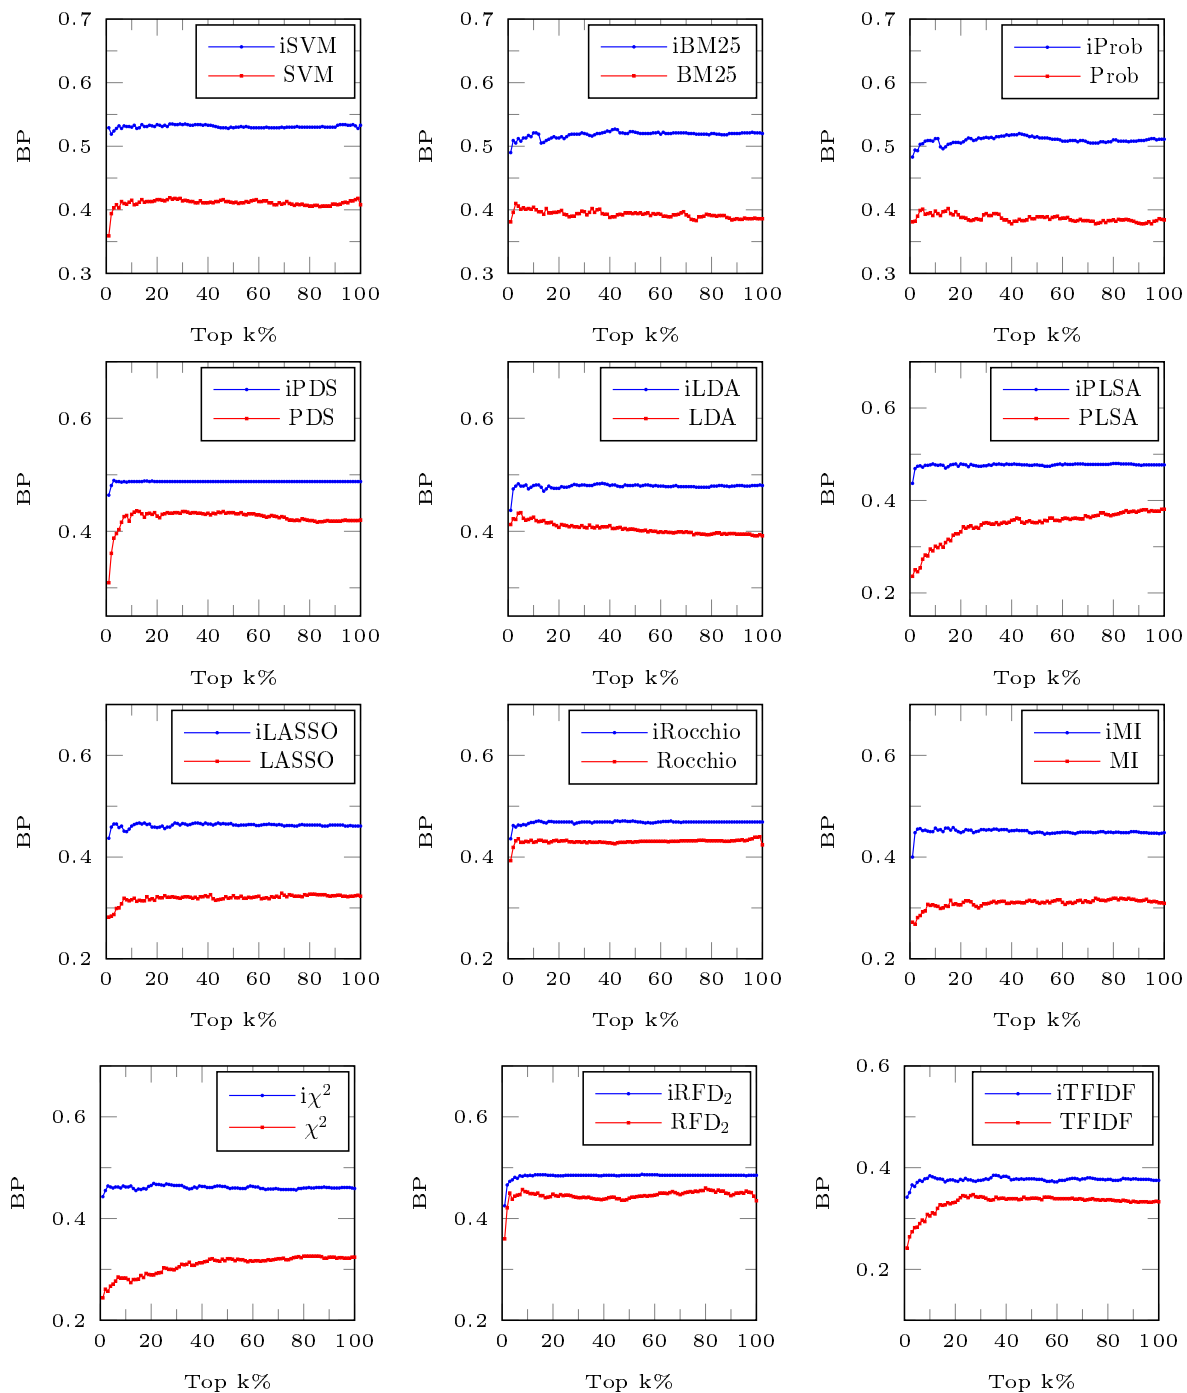 0.7
0.6
0.5
0.4
0.3
BP
iSVM
SVM
0 20 40 60 80 100
Top k%
0.7
0.6
0.5
0.4
0.3
BP
iBM25
BM25
0 20 40 60 80 100
Top k%
0.7
0.6
0.5
0.4
0.3
BP
iProb
Prob
0 20 40 60 80 100
Top k%
0.6
0.4
BP
iPDS
PDS
0 20 40 60 80 100
Top k%
0.6
0.4
BP
iLDA
LDA
0 20 40 60 80 100
Top k%
0.6
0.4
0.2
BP
iPLSA
PLSA
0 20 40 60 80 100
Top k%
0.6
0.4
0.2
BP
iLASSO
LASSO
0 20 40 60 80 100
Top k%
0.6
0.4
0.2
BP
iRocchio
Rocchio
0 20 40 60 80 100
Top k%
0.6
0.4
0.2
BP
iMI
MI
0 20 40 60 80 100
Top k%
0.6
0.4
0.2
BP
iχ²
χ²
0 20 40 60 80 100
Top k%
0.6
0.4
0.2
BP
iRFD₂
RFD₂
0 20 40 60 80 100
Top k%
0.6
0.4
0.2
BP
iTFIDF
TFIDF
0 20 40 60 80 100
Top k%